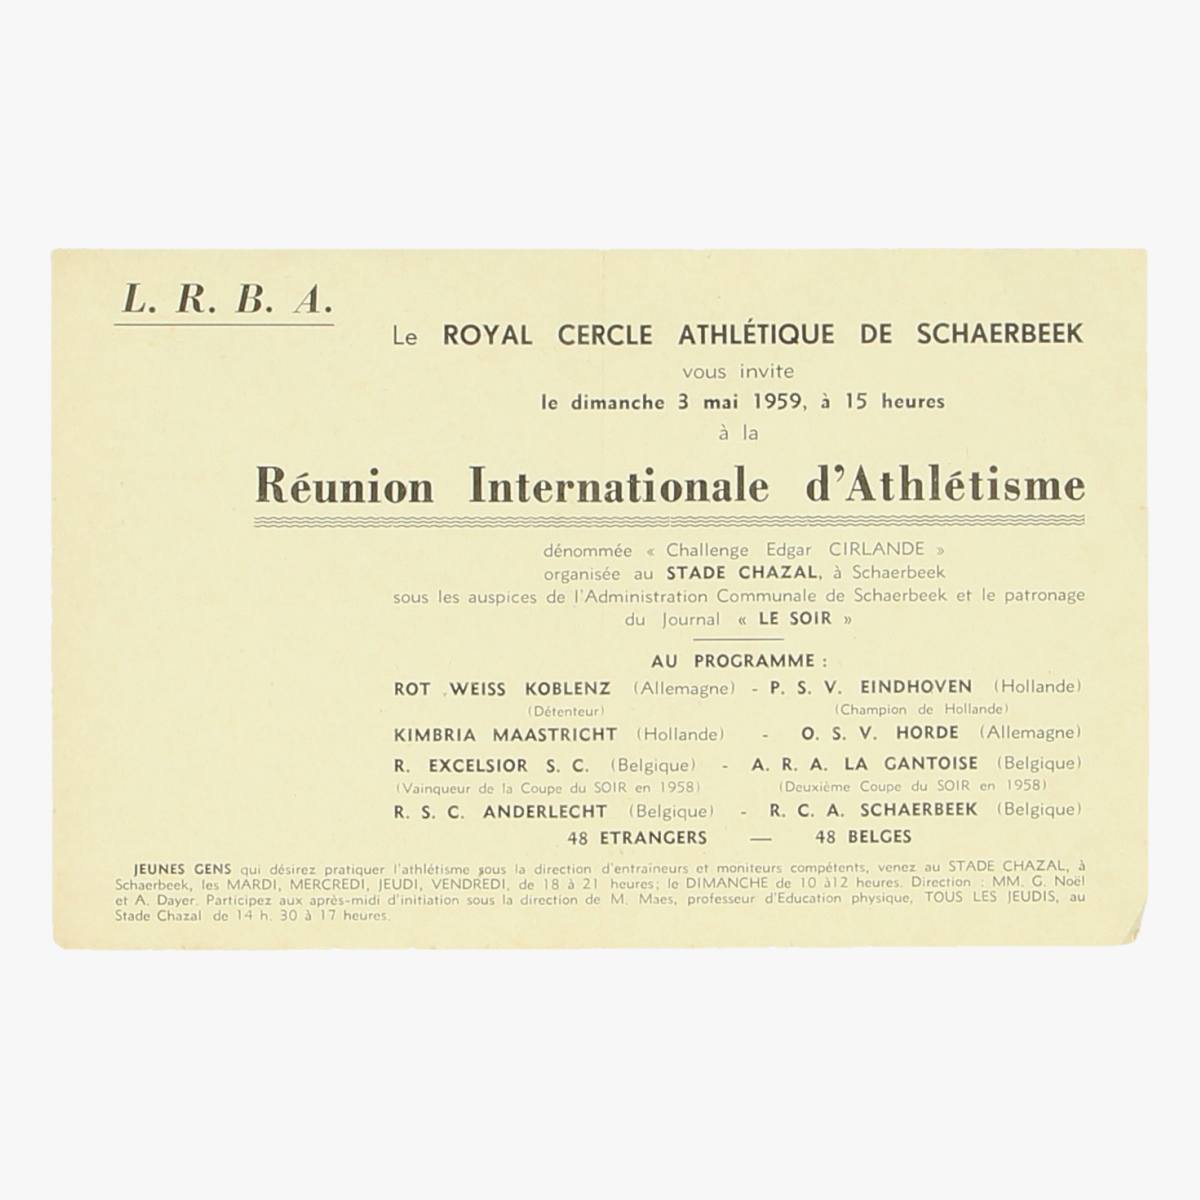 L. R. B. A.
Le ROYAL CERCLE ATHLÉTIQUE DE SCHAERBEEK
vous invite
le dimanche 3 mai 1959, à 15 heures
à la
Réunion Internationale d'Athlétisme
dénommée « Challenge Edgar CIRLANDE »
organisée au STADE CHAZAL, à Schaerbeek
sous les auspices de l'Administration Communale de Schaerbeek et le patronage
du Journal « LE SOIR »
AU PROGRAMME :
ROT WEISS KOBLENZ (Allemagne) - P. S. V. EINDHOVEN (Hollande)
(Détenteur) (Champion de Hollande)
KIMBRIA MAASTRICHT (Hollande) - O. S. V. HORDE (Allemagne)
R. EXCELSIOR S. C. (Belgique) - A. R. A. LA GANTOISE (Belgique)
(Vainqueur de la Coupe du SOIR en 1958) (Deuxième Coupe du SOIR en 1958)
R. S. C. ANDERLECHT (Belgique) - R. C. A. SCHAERBEEK (Belgique)
48 ETRANGERS — 48 BELGES
JEUNES GENS qui désirez pratiquer l'athlétisme sous la direction d'entraineurs et moniteurs compétents, venez au STADE CHAZAL, à
Schaerbeek, les MARDI, MERCREDI, JEUDI, VENDREDI, de 18 à 21 heures; le DIMANCHE de 10 à12 heures. Direction : MM. G. Noël
et A. Dayer. Participez aux après-midi d'initiation sous la direction de M. Maes, professeur d'Education physique, TOUS LES JEUDIS, au
Stade Chazal de 14 h. 30 à 17 heures.